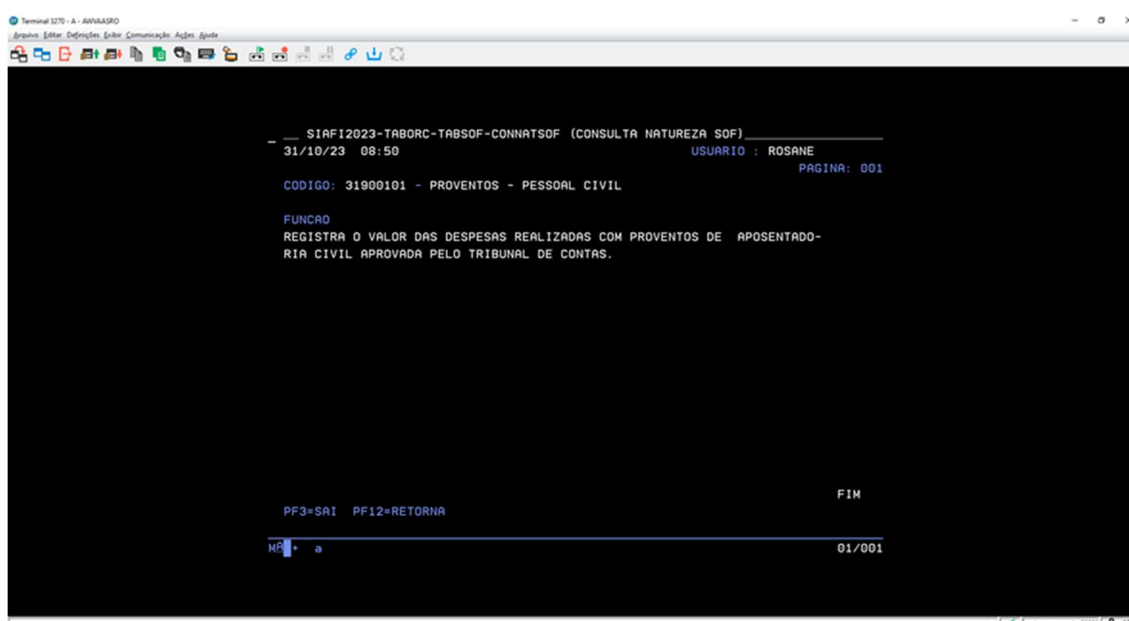 Terminal 3270 - A - AWVAASRO
Arquivo Editar Definições Exibir Comunicação Ações Ajuda
__ SIAFI2023-TABORC-TABSOF-CONNATSOF (CONSULTA NATUREZA SOF)________________
31/10/23 08:50 USUARIO : ROSANE
PAGINA: 001
CODIGO: 31900101 - PROVENTOS - PESSOAL CIVIL
FUNCAO
REGISTRA O VALOR DAS DESPESAS REALIZADAS COM PROVENTOS DE APOSENTADO-
RIA CIVIL APROVADA PELO TRIBUNAL DE CONTAS.
FIM
PF3=SAI PF12=RETORNA
MA + a 01/001